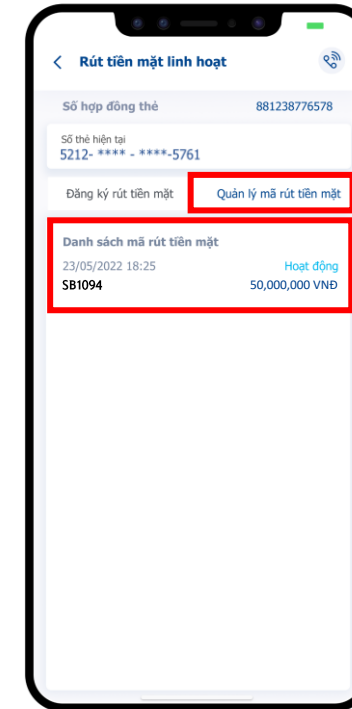 Rút tiền mặt linh hoạt
Số hợp đồng thẻ 881238776578
Số thẻ hiện tại
5212- **** - ****-5761
Đăng ký rút tiền mặt Quản lý mã rút tiền mặt
Danh sách mã rút tiền mặt
23/05/2022 18:25 Hoạt động
SB1094 50,000,000 VNĐ